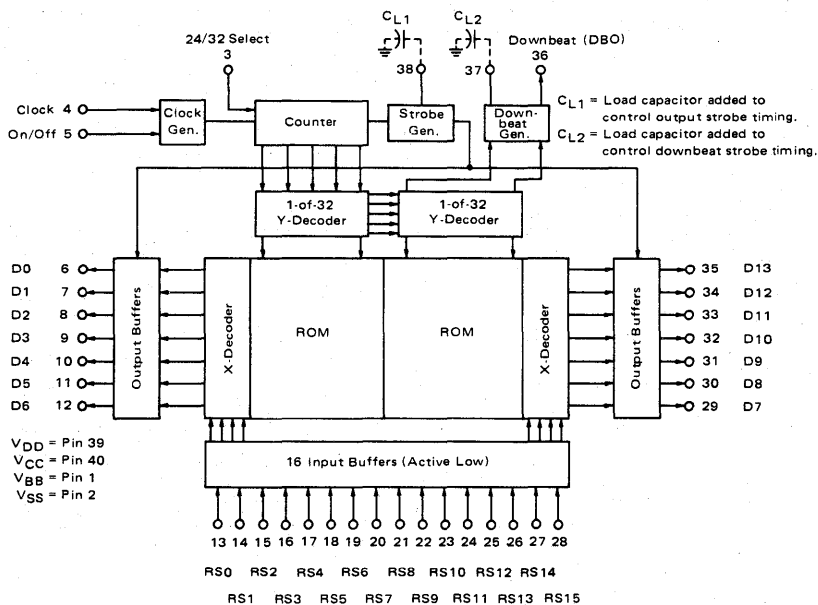 24/32 Select
3
CL1
38
CL2
37
Downbeat (DBO)
36
Clock 4
On/Off 5
Clock Gen.
Counter
Strobe Gen.
Down-
beat
Gen.
CL1 = Load capacitor added to
control output strobe timing.
CL2 = Load capacitor added to
control downbeat strobe timing.
1-of-32
Y-Decoder
1-of-32
Y-Decoder
D0 6
D1 7
D2 8
D3 9
D4 10
D5 11
D6 12
Output Buffers
X-Decoder
ROM
ROM
X-Decoder
Output Buffers
35 D13
34 D12
33 D11
32 D10
31 D9
30 D8
29 D7
VDD = Pin 39
VCC = Pin 40
VBB = Pin 1
VSS = Pin 2
16 Input Buffers (Active Low)
13 14 15 16 17 18 19 20 21 22 23 24 25 26 27 28
RS0 RS2 RS4 RS6 RS8 RS10 RS12 RS14
RS1 RS3 RS5 RS7 RS9 RS11 RS13 RS15